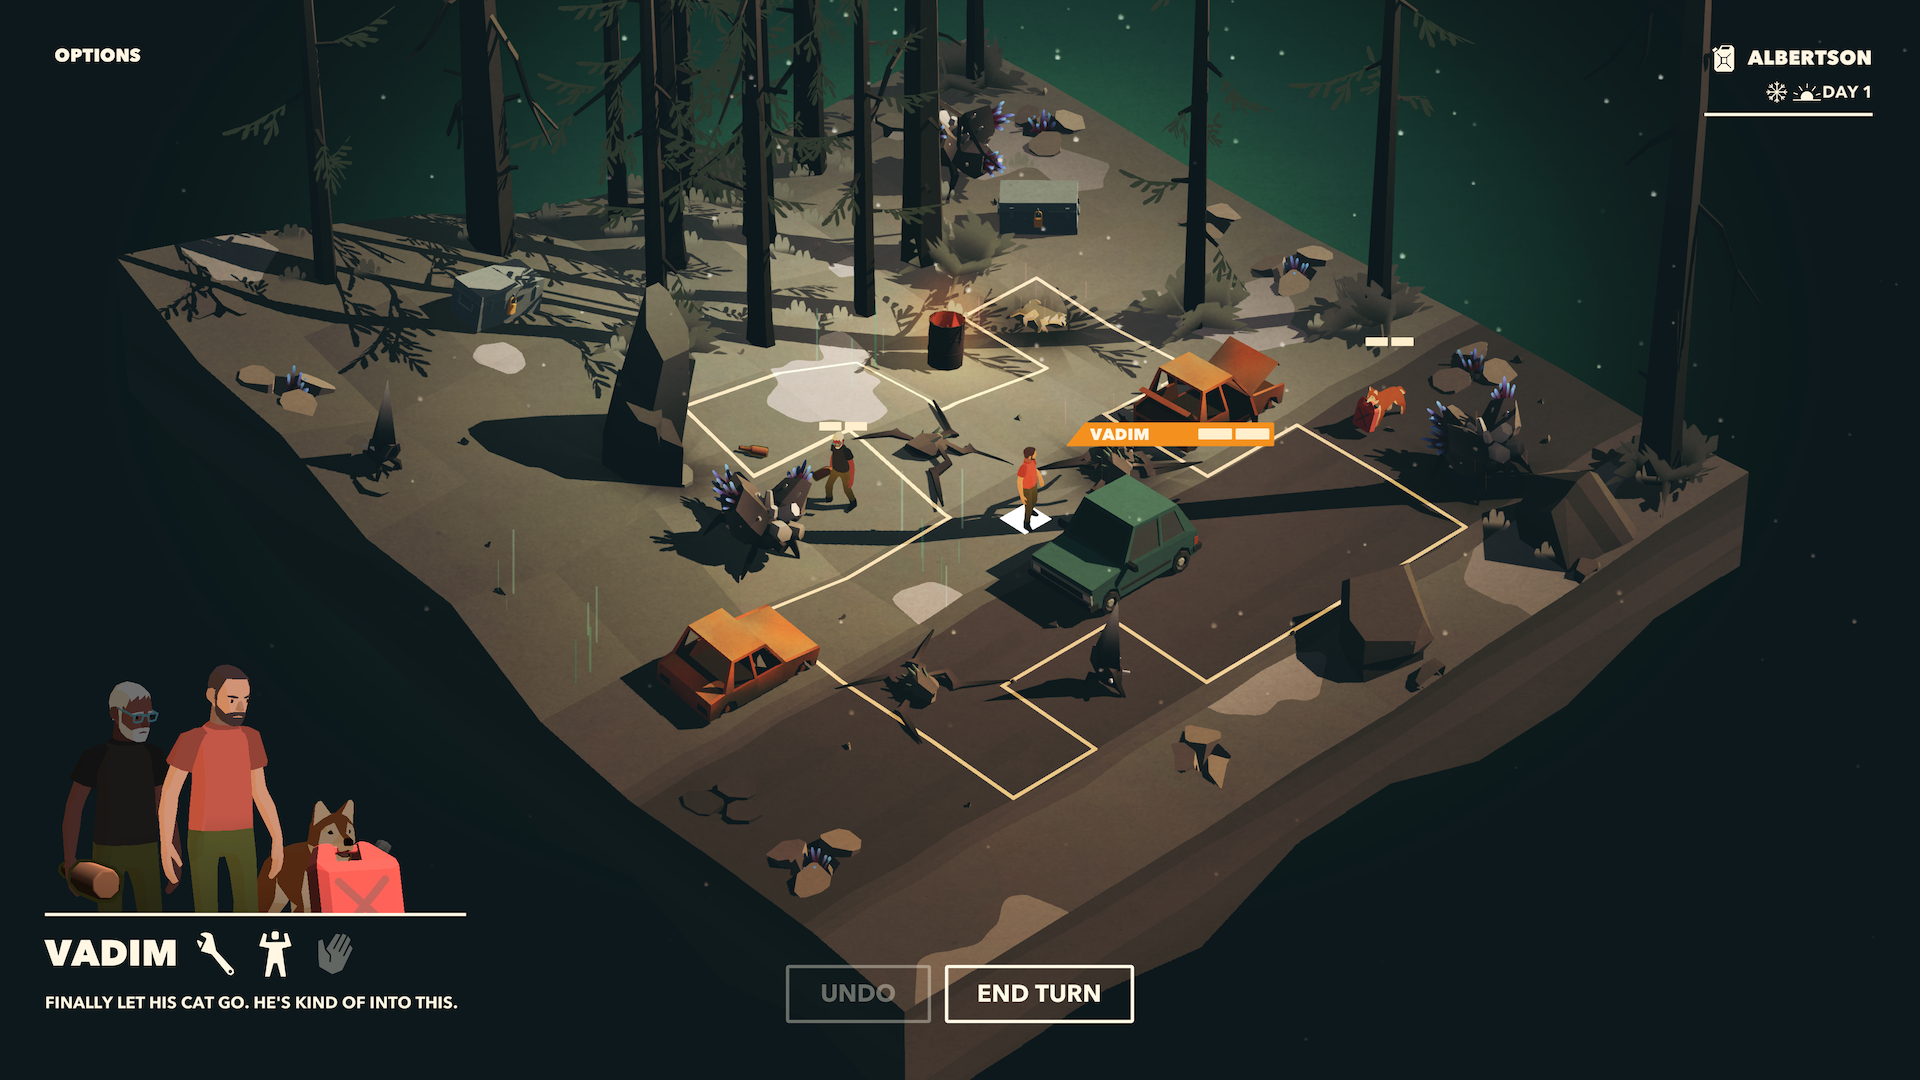 OPTIONS
ALBERTSON
DAY 1
VADIM
VADIM
FINALLY LET HIS CAT GO. HE'S KIND OF INTO THIS.
UNDO
END TURN